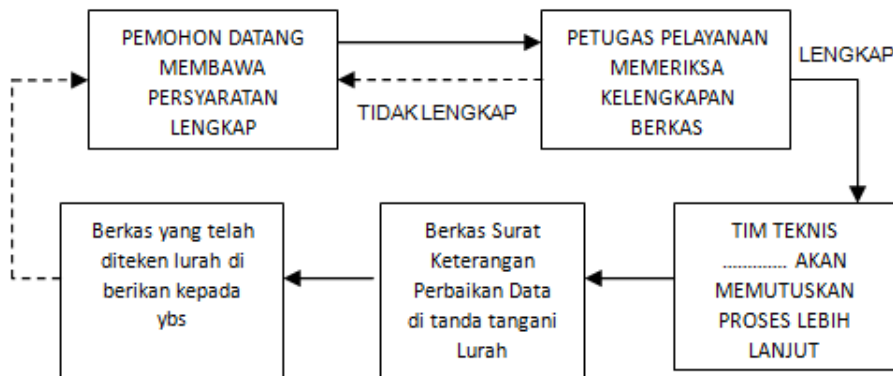 PEMOHON DATANG
MEMBAWA
PERSYARATAN
LENGKAP
TIDAK LENGKAP
PETUGAS PELAYANAN
MEMERIKSA
KELENGKAPAN
BERKAS
LENGKAP
TIM TEKNIS
.............. AKAN
MEMUTUSKAN
PROSES LEBIH
LANJUT
Berkas Surat
Keterangan
Perbaikan Data
di tanda tangani
Lurah
Berkas yang telah
diteken lurah di
berikan kepada
ybs